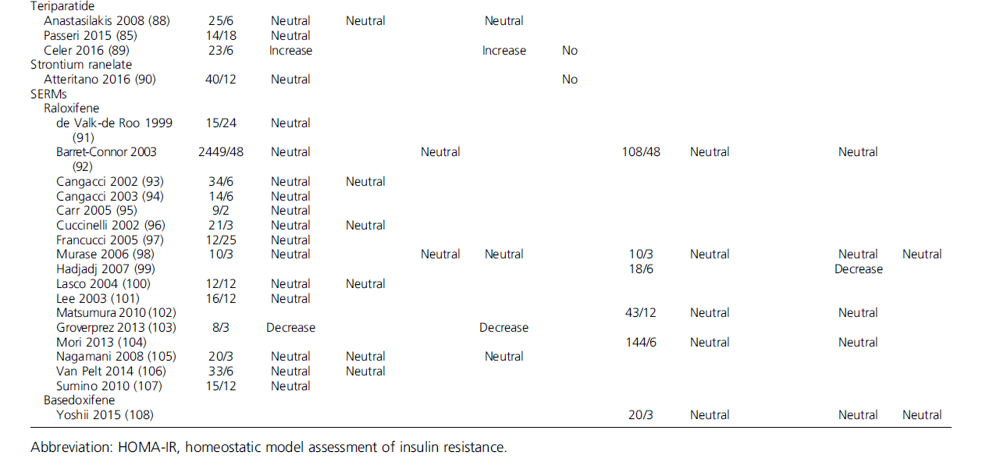 Teriparatide
Anastasilakis 2008 (88) 25/6 Neutral Neutral Neutral
Passeri 2015 (85) 14/18 Neutral
Celer 2016 (89) 23/6 Increase Increase No
Strontium ranelate
Atteritano 2016 (90) 40/12 Neutral No
SERMs
Raloxifene
de Valk-de Roo 1999 15/24 Neutral
(91)
Barret-Connor 2003 2449/48 Neutral Neutral 108/48 Neutral Neutral
(92)
Cangacci 2002 (93) 34/6 Neutral Neutral
Cangacci 2003 (94) 14/6 Neutral
Carr 2005 (95) 9/2 Neutral
Cuccinelli 2002 (96) 21/3 Neutral Neutral
Francucci 2005 (97) 12/25 Neutral
Murase 2006 (98) 10/3 Neutral Neutral Neutral 10/3 Neutral Neutral Neutral
Hadjadj 2007 (99) 18/6 Decrease
Lasco 2004 (100) 12/12 Neutral Neutral
Lee 2003 (101) 16/12 Neutral
Matsumura 2010 (102) 43/12 Neutral Neutral
Groverprez 2013 (103) 8/3 Decrease Decrease
Mori 2013 (104) 144/6 Neutral Neutral
Nagamani 2008 (105) 20/3 Neutral Neutral Neutral
Van Pelt 2014 (106) 33/6 Neutral Neutral
Sumino 2010 (107) 15/12 Neutral
Basedoxifene
Yoshii 2015 (108) 20/3 Neutral Neutral Neutral
Abbreviation: HOMA-IR, homeostatic model assessment of insulin resistance.